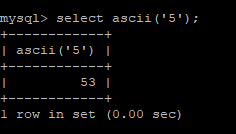 mysql> select ascii('5');
+------------+
| ascii('5') |
+------------+
|         53 |
+------------+
1 row in set (0.00 sec)